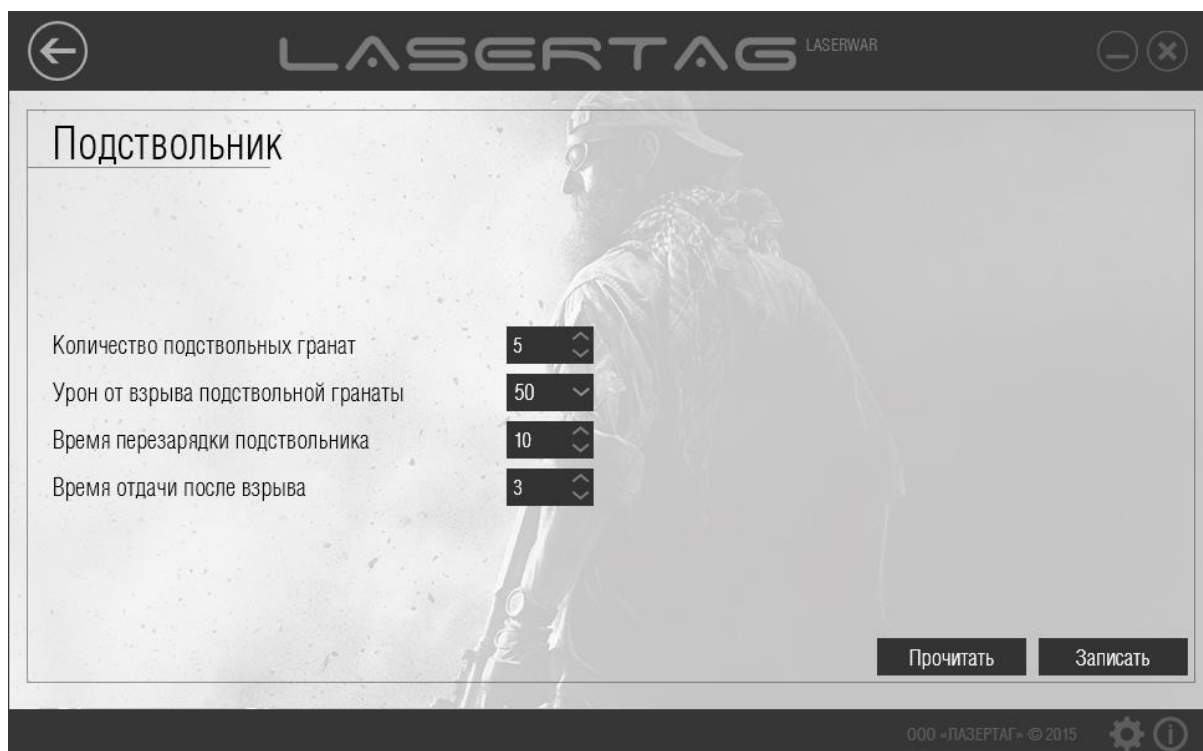 LASERTAG LASERWAR
Подствольник
Количество подствольных гранат 5
Урон от взрыва подствольной гранаты 50
Время перезарядки подствольника 10
Время отдачи после взрыва 3
Прочитать Записать
ООО «ЛАЗЕРТАГ» © 2015